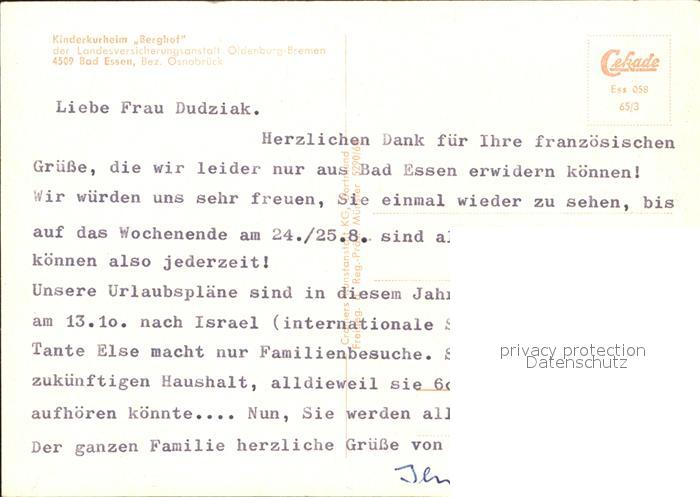 Kinderkurheim „Berghof"
der Landesversicherungsanstalt Oldenburg-Bremen
4509 Bad Essen, Bez. Osnabrück
Cekade
Ess 058
65/3
Liebe Frau Dudziak.
Herzlichen Dank für Ihre französischen
Grüße, die wir leider nur aus Bad Essen erwidern können!
Wir würden uns sehr freuen, Sie einmal wieder zu sehen, bis
auf das Wochenende am 24./25.8. sind
können also jederzeit!
Unsere Urlaubspläne sind in diesem
am 13.1o. nach Israel (internationale
Tante Else macht nur Familienbesuche.
zukünftigen Haushalt, alldieweil sie
aufhören könnte.... Nun, Sie werden
Der ganzen Familie herzliche Grüße von
Cramers Kunstanstalt KG, Dortmund
privacy protection
Datenschutz